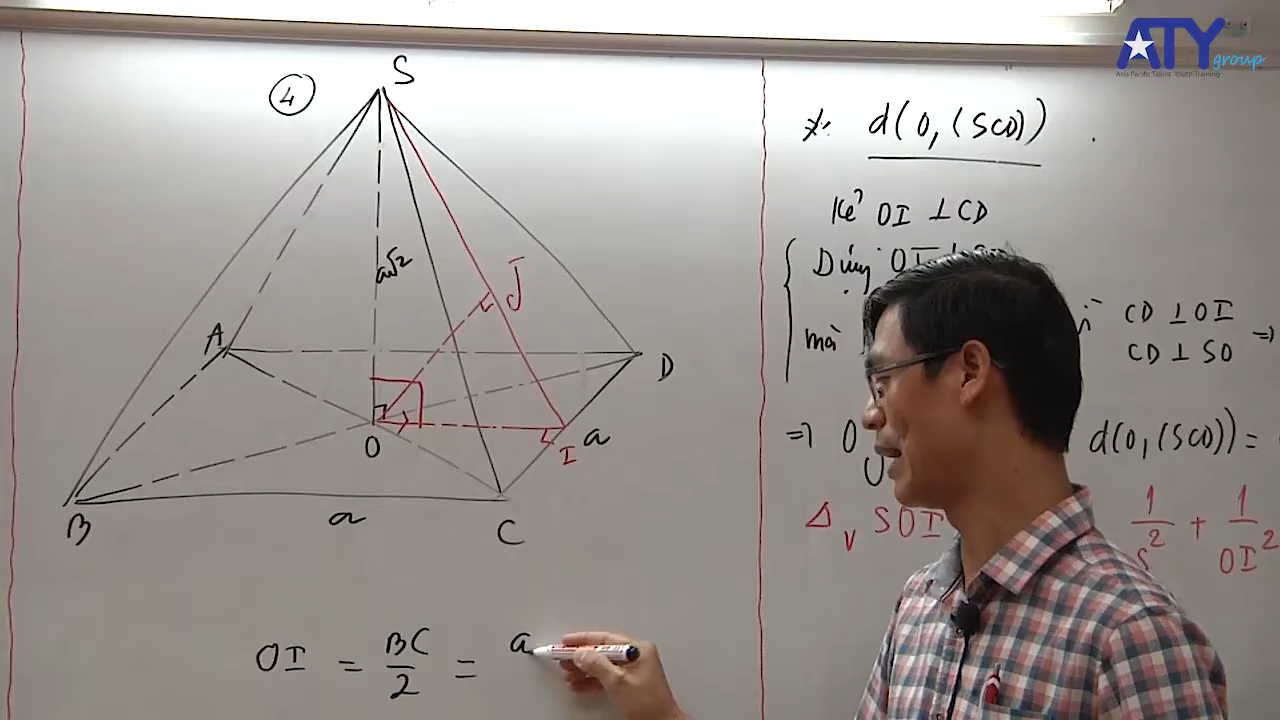 ATY group
Asia Pacific Talent Youth Training
4
S
a√2
J
A
D
O
I
a
B
a
C
OI = BC/2 = a
* d(O, (SCD)) .
Kẻ OI ⊥ CD
Dựng
mà
CD ⊥ OI
CD ⊥ SO =>
=> O d(O, (SCD)) =
Δv SOI 1/ ² + 1/OI²